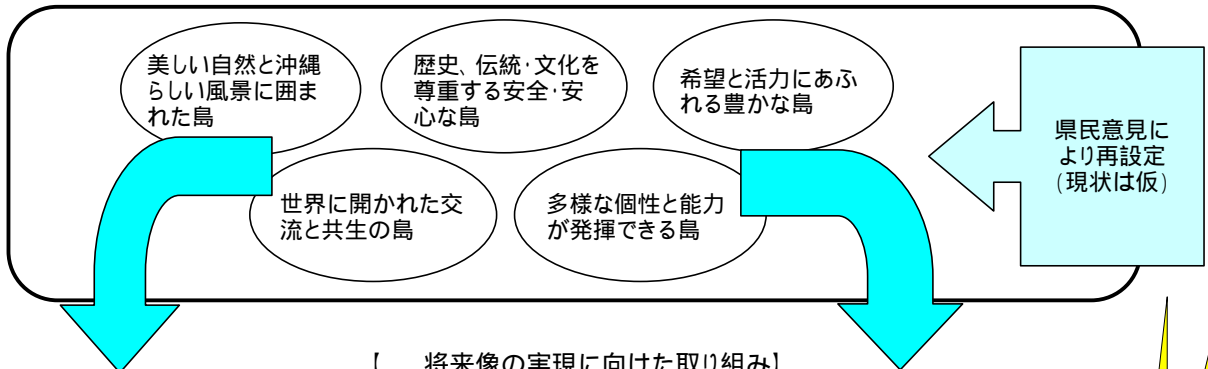 美しい自然と沖縄
らしい風景に囲ま
れた島
歴史、伝統・文化を
尊重する安全・安
心な島
希望と活力にあふ
れる豊かな島
世界に開かれた交
流と共生の島
多様な個性と能力
が発揮できる島
県民意見に
より再設定
(現状は仮)
【　将来像の実現に向けた取り組み】